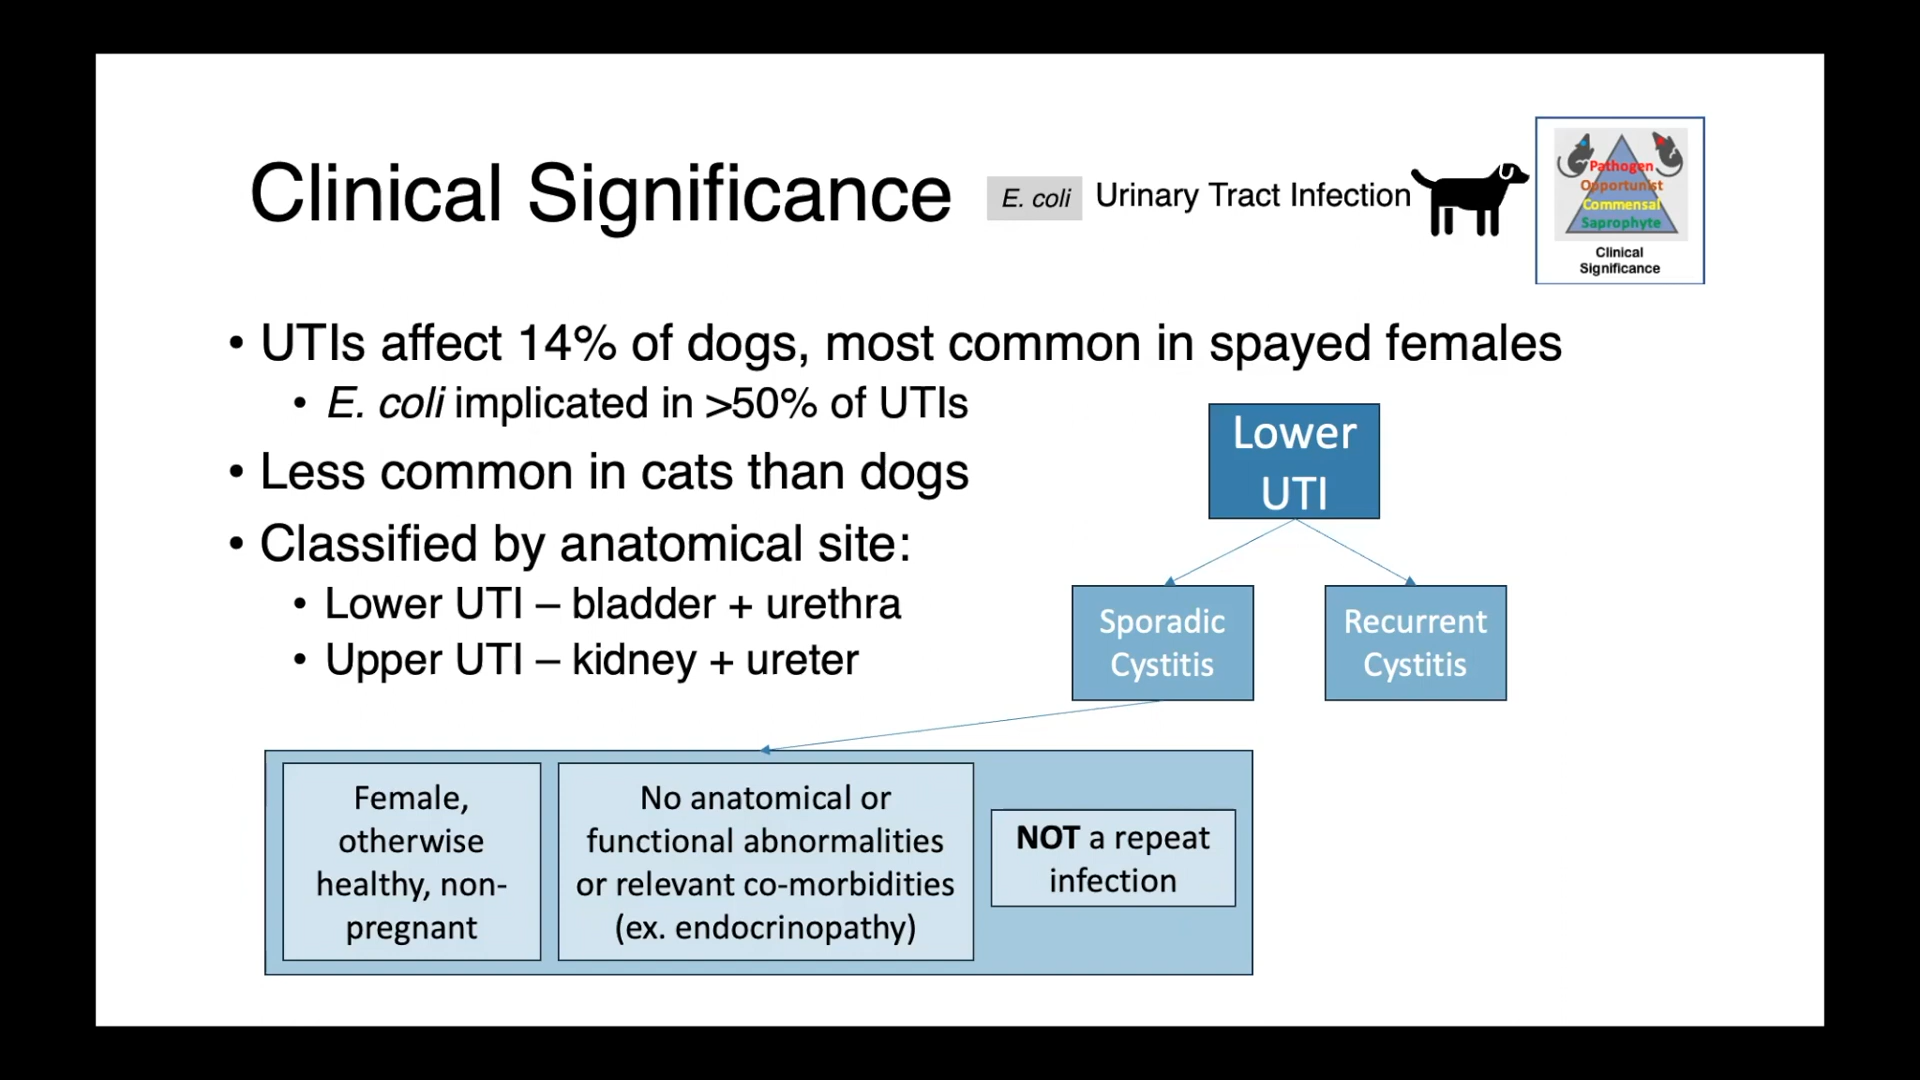 Clinical Significance
E. coli
Urinary Tract Infection
Pathogen
Opportunist
Commensal
Saprophyte
Clinical
Significance
• UTIs affect 14% of dogs, most common in spayed females
• E. coli implicated in >50% of UTIs
• Less common in cats than dogs
• Classified by anatomical site:
• Lower UTI – bladder + urethra
• Upper UTI – kidney + ureter
Lower
UTI
Sporadic
Cystitis
Recurrent
Cystitis
Female,
otherwise
healthy, non-
pregnant
No anatomical or
functional abnormalities
or relevant co-morbidities
(ex. endocrinopathy)
NOT a repeat
infection